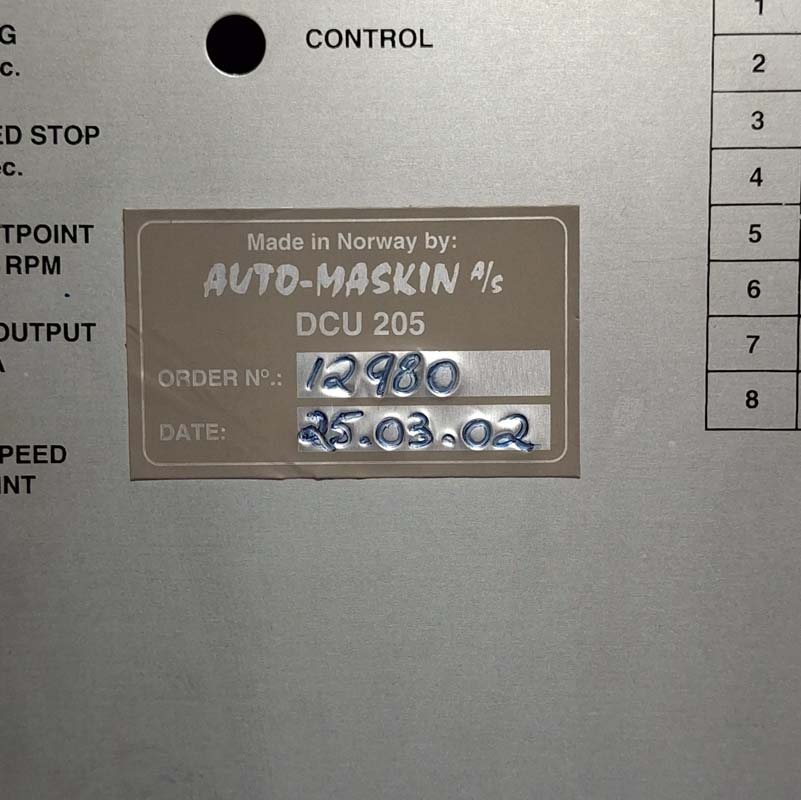 G
c.
CONTROL
ED STOP
ec.
TPOINT
RPM
OUTPUT
A
PEED
INT
Made in Norway by:
AUTO-MASKIN A/S
DCU 205
ORDER Nº.: 12980
DATE: 25.03.02
1
2
3
4
5
6
7
8